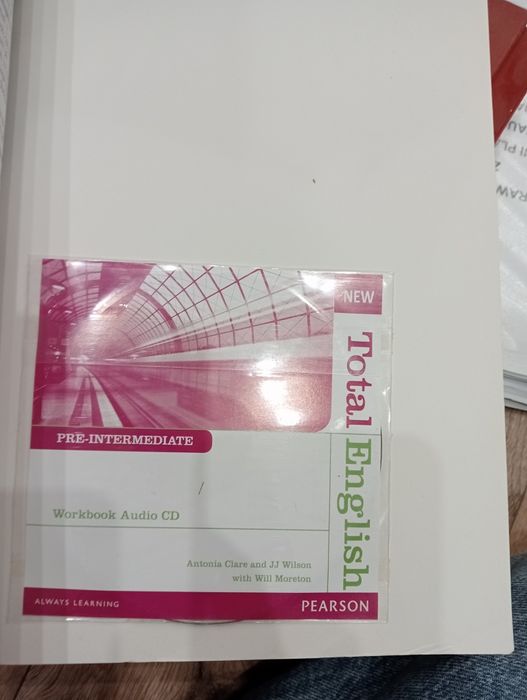 NEW
Total English
PRE-INTERMEDIATE
Workbook Audio CD
Antonia Clare and JJ Wilson
with Will Moreton
ALWAYS LEARNING
PEARSON